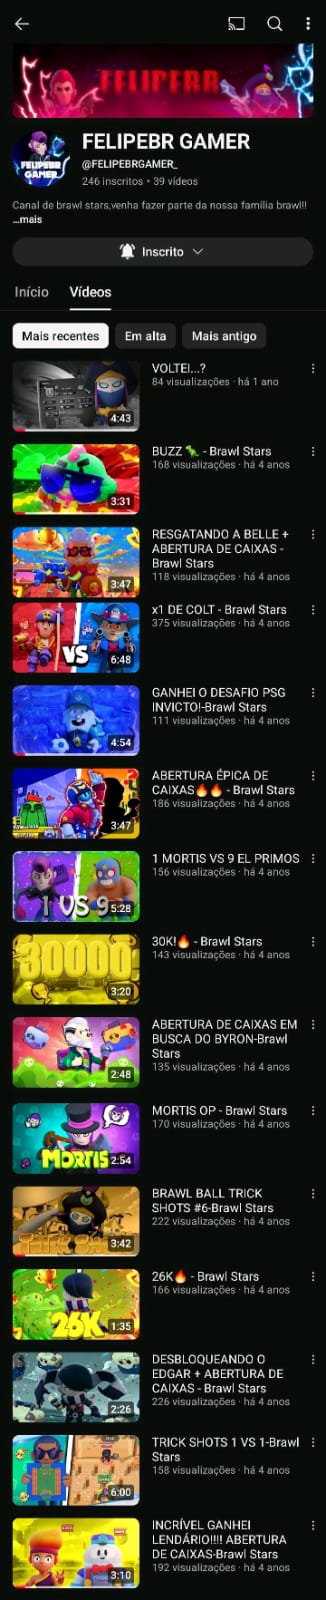 FELIPEBR
FELIPEBR
GAMER
FELIPEBR GAMER
@FELIPEBRGAMER_
246 inscritos • 39 vídeos
Canal de brawl stars,venha fazer parte da nossa família brawl!!
...mais
Inscrito
Início
Vídeos
Mais recentes
Em alta
Mais antigo
VOLTEI...?
84 visualizações · há 1 ano
4:43
BUZZ 🦖 - Brawl Stars
168 visualizações · há 4 anos
3:31
RESGATANDO A BELLE +
ABERTURA DE CAIXAS -
Brawl Stars
118 visualizações · há 4 anos
3:47
x1 DE COLT - Brawl Stars
375 visualizações · há 4 anos
VS
6:48
GANHEI O DESAFIO PSG
INVICTO!-Brawl Stars
111 visualizações · há 4 anos
4:54
ABERTURA ÉPICA DE
CAIXAS🔥🔥 - Brawl Stars
186 visualizações · há 4 anos
3:47
1 MORTIS VS 9 EL PRIMOS
156 visualizações · há 4 anos
1 VS 9
5:28
30K!🔥 - Brawl Stars
143 visualizações · há 4 anos
30000
3:20
ABERTURA DE CAIXAS EM
BUSCA DO BYRON-Brawl
Stars
135 visualizações · há 4 anos
2:48
MORTIS OP - Brawl Stars
170 visualizações · há 4 anos
MORTIS
2:54
BRAWL BALL TRICK
SHOTS #6-Brawl Stars
222 visualizações · há 4 anos
3:42
26K🔥 - Brawl Stars
166 visualizações · há 4 anos
26K
1:35
DESBLOQUEANDO O
EDGAR + ABERTURA DE
CAIXAS - Brawl Stars
226 visualizações · há 4 anos
2:26
TRICK SHOTS 1 VS 1-Brawl
Stars
158 visualizações · há 4 anos
6:00
INCRÍVEL GANHEI
LENDÁRIO!!!! ABERTURA
DE CAIXAS-Brawl Stars
192 visualizações · há 4 anos
3:10